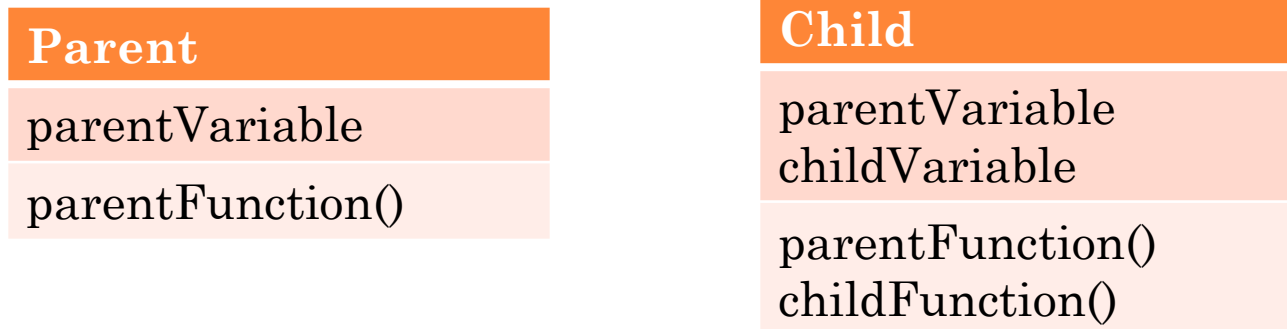 Parent
parentVariable
parentFunction()
Child
parentVariable
childVariable
parentFunction()
childFunction()